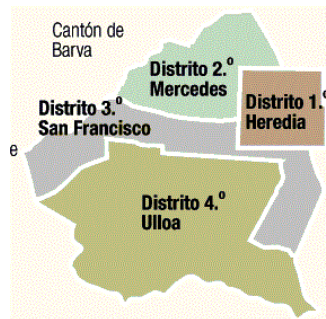 Cantón de
Barva
Distrito 2.º
Mercedes
Distrito 1.º
Heredia
Distrito 3.º
San Francisco
e
Distrito 4.º
Ulloa